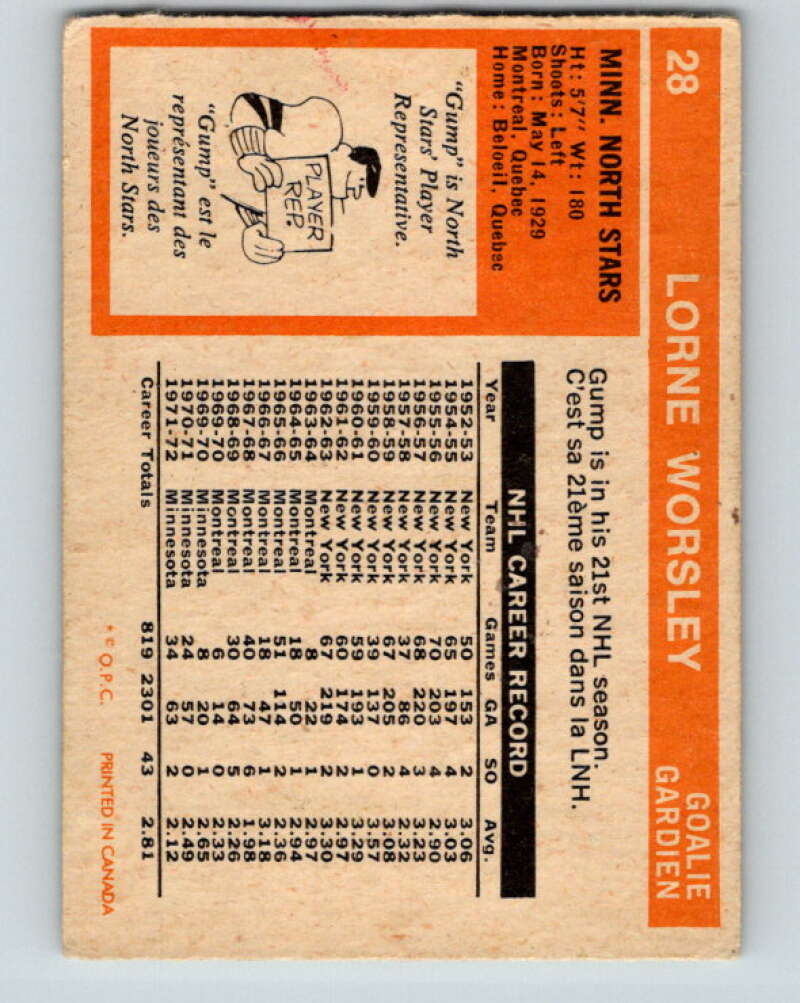 28 LORNE WORSLEY GOALIE
GARDIEN
MINN. NORTH STARS
Ht: 5'7" Wt: 180
Shoots: Left
Born: May 14, 1929
Montreal, Quebec
Home: Beloeil, Quebec
"Gump" is North
Stars' Player
Representative.
PLAYER
REP.
"Gump" est le
représentant des
joueurs des
North Stars.
Gump is in his 21st NHL season.
C'est sa 21ème saison dans la LNH.
NHL CAREER RECORD
Year Team Games GA SO Avg.
1952-53 New York 50 153 2 3.06
1954-55 New York 65 197 4 3.03
1955-56 New York 70 203 4 2.90
1956-57 New York 68 220 3 3.23
1957-58 New York 37 86 4 2.32
1958-59 New York 67 205 2 3.08
1959-60 New York 39 137 0 3.57
1960-61 New York 59 193 1 3.29
1961-62 New York 60 174 2 2.97
1962-63 New York 67 219 2 3.30
1963-64 Montreal 8 22 1 2.97
1964-65 Montreal 18 50 1 2.94
1965-66 Montreal 51 114 2 2.36
1966-67 Montreal 18 47 1 3.18
1967-68 Montreal 40 73 6 1.98
1968-69 Montreal 30 64 5 2.26
1969-70 Montreal 6 14 0 2.33
1969-70 Minnesota 8 20 1 2.65
1970-71 Minnesota 24 57 0 2.49
1971-72 Minnesota 34 63 2 2.12
Career Totals 819 2301 43 2.81
* © O.P.C. PRINTED IN CANADA